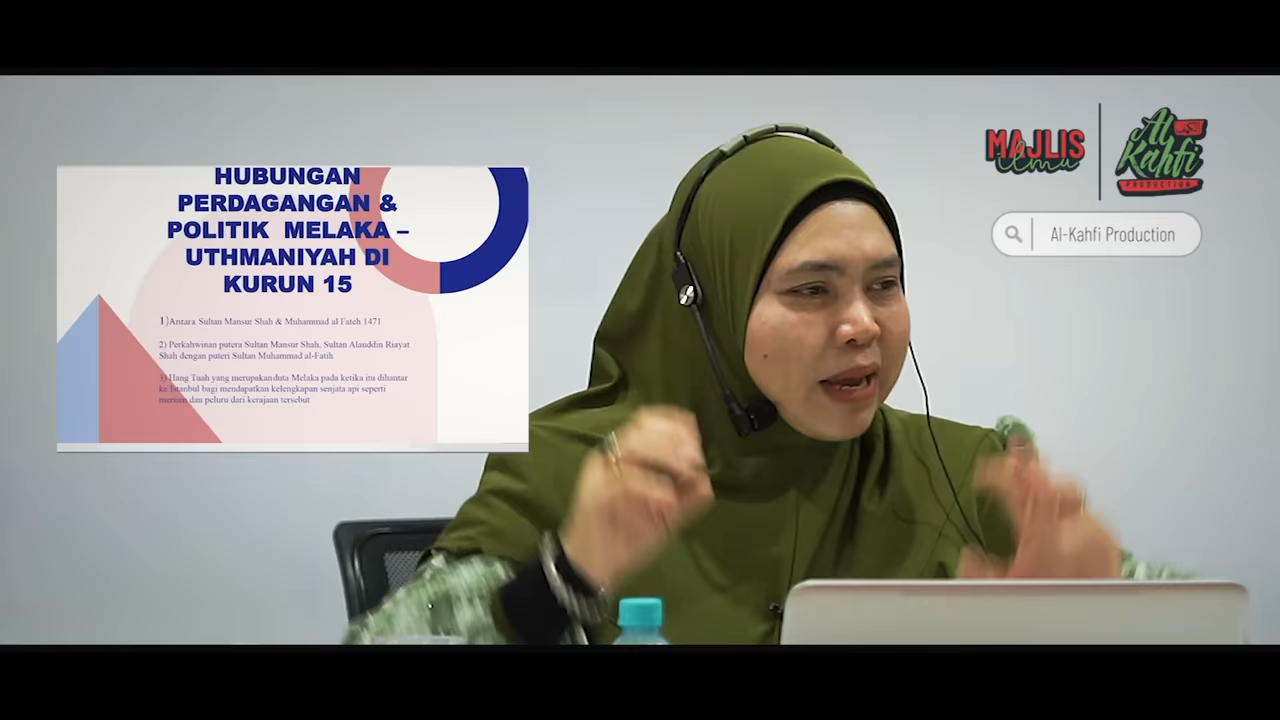 HUBUNGAN
PERDAGANGAN &
POLITIK MELAKA –
UTHMANIYAH DI
KURUN 15
1)Antara Sultan Mansur Shah & Muhammad al Fateh 1471
2) Perkahwinan putera Sultan Mansur Shah, Sultan Alauddin Riayat
Shah dengan puteri Sultan Muhammad al-Fatih
3) Hang Tuah yang merupakan duta Melaka pada ketika itu dihantar
ke Istanbul bagi mendapatkan kelengkapan senjata api seperti
meriam dan peluru dari kerajaan tersebut
MAJLIS
Ilmu
Al
Kahfi
PRODUCTION
Al-Kahfi Production